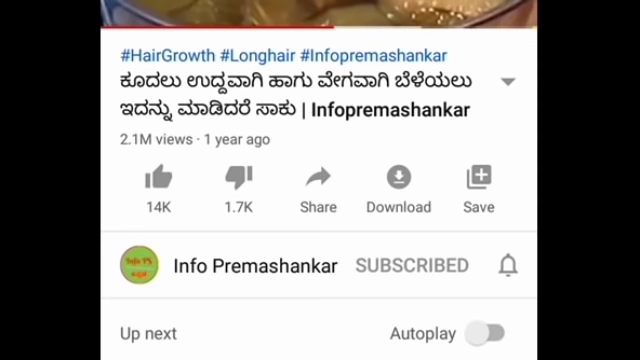 #HairGrowth #Longhair #Infopremashankar
ಕೂದಲು ಉದ್ದವಾಗಿ ಹಾಗು ವೇಗವಾಗಿ ಬೆಳೆಯಲು
ಇದನ್ನು ಮಾಡಿದರೆ ಸಾಕು | Infopremashankar
2.1M views · 1 year ago
14K 1.7K Share Download Save
Info Premashankar SUBSCRIBED
Up next Autoplay